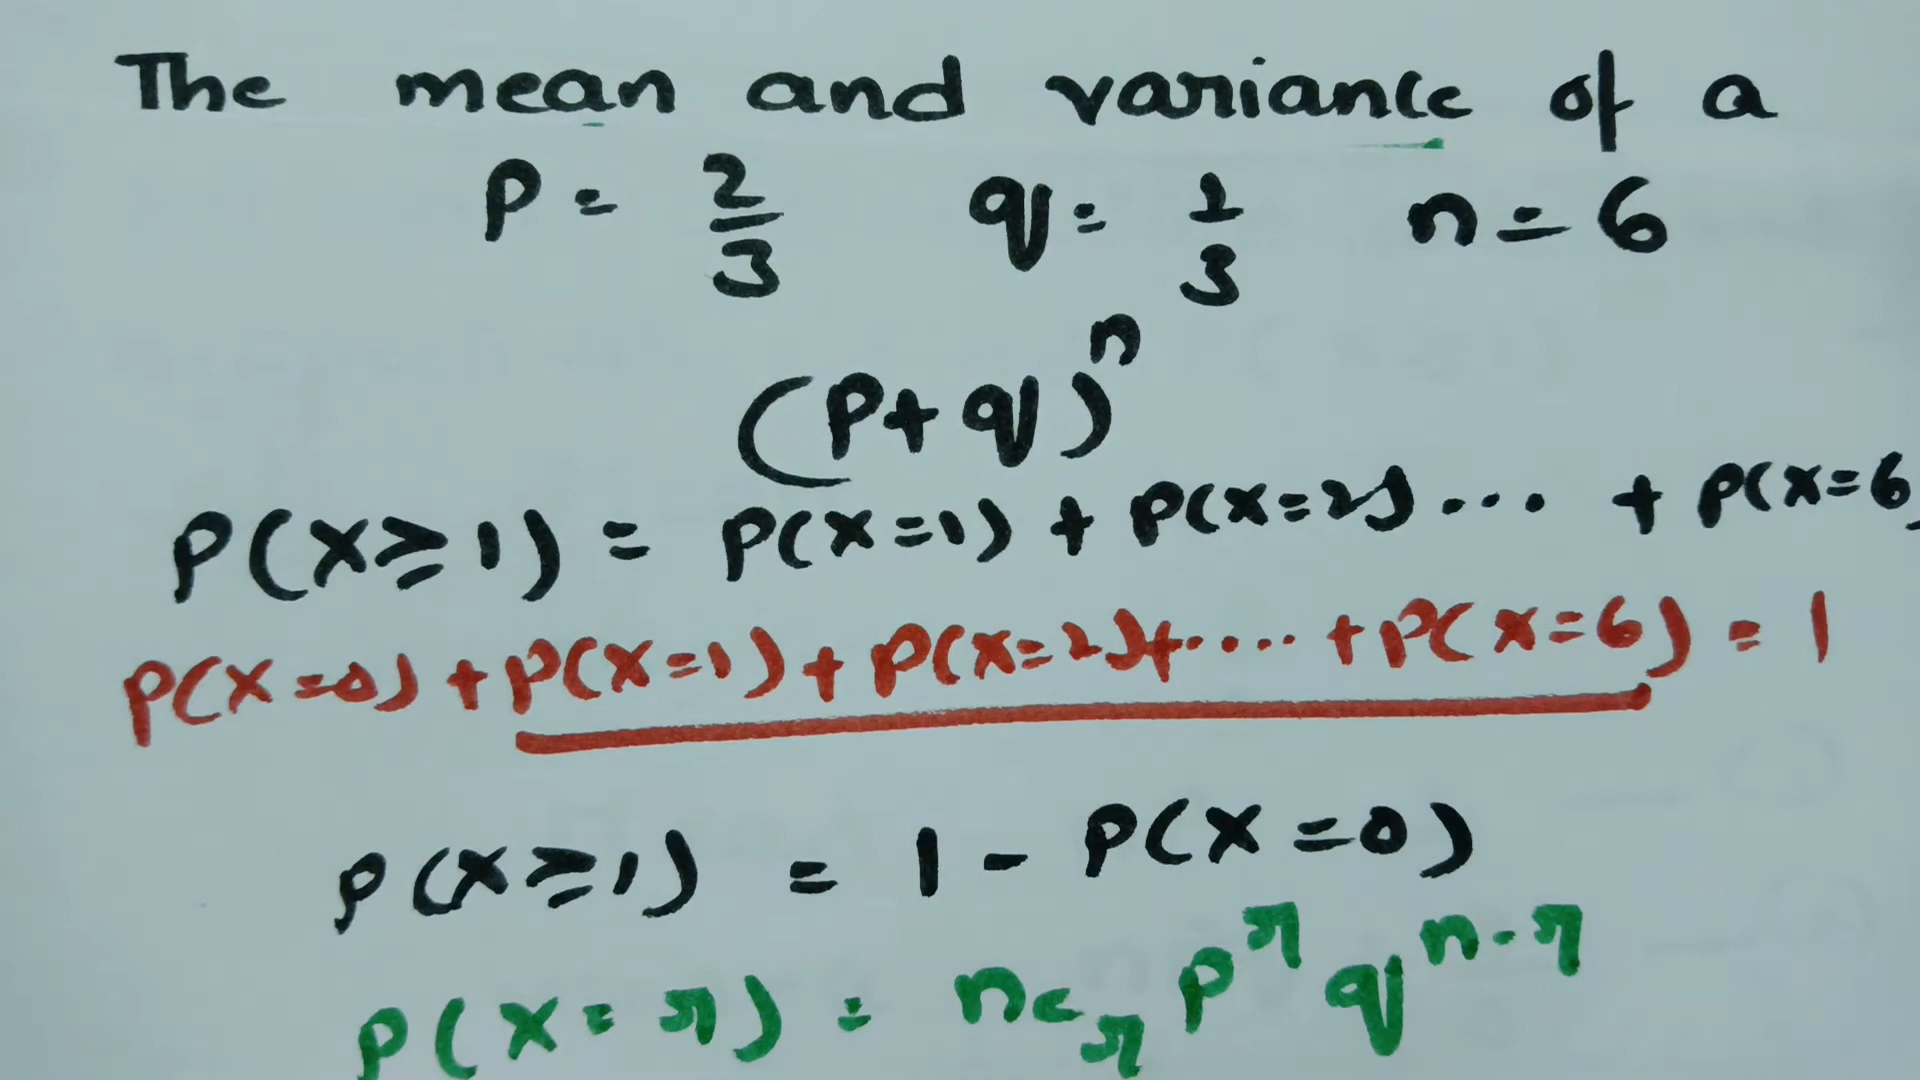 The mean and variance of a
P = 2/3 q = 1/3 n = 6
(P+q)^n
P(X≥1) = P(X=1) + P(X=2) ... + P(X=6)
P(X=0) + P(X=1) + P(X=2)+.... + P(X=6) = 1
P(X≥1) = 1 - P(X=0)
P(X=r) = nc_r p^r q^n-r